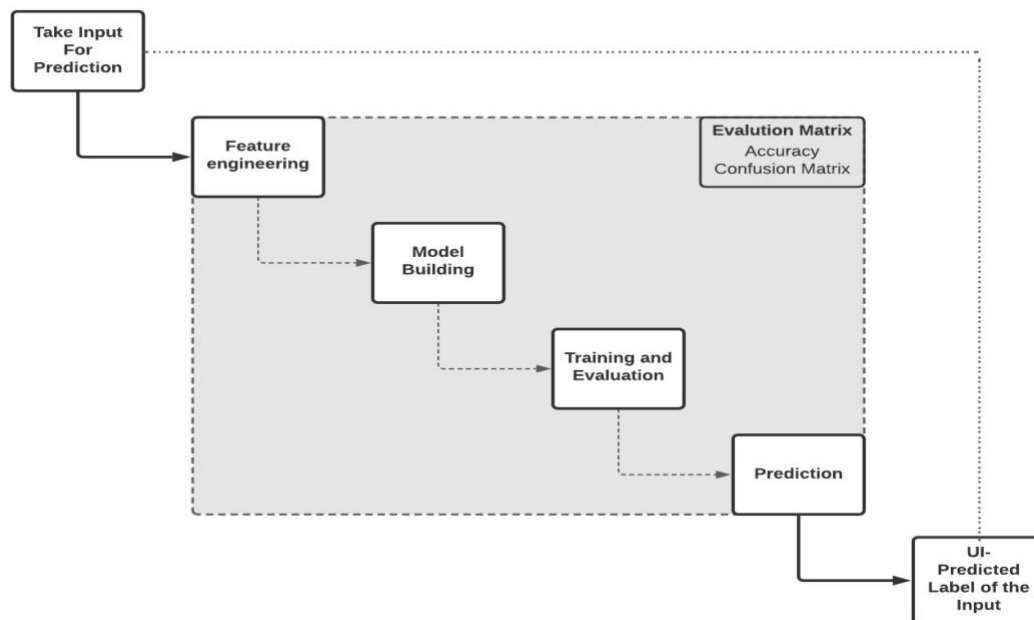 Take Input
For
Prediction
Feature
engineering
Evalution Matrix
Accuracy
Confusion Matrix
Model
Building
Training and
Evaluation
Prediction
UI-
Predicted
Label of the
Input